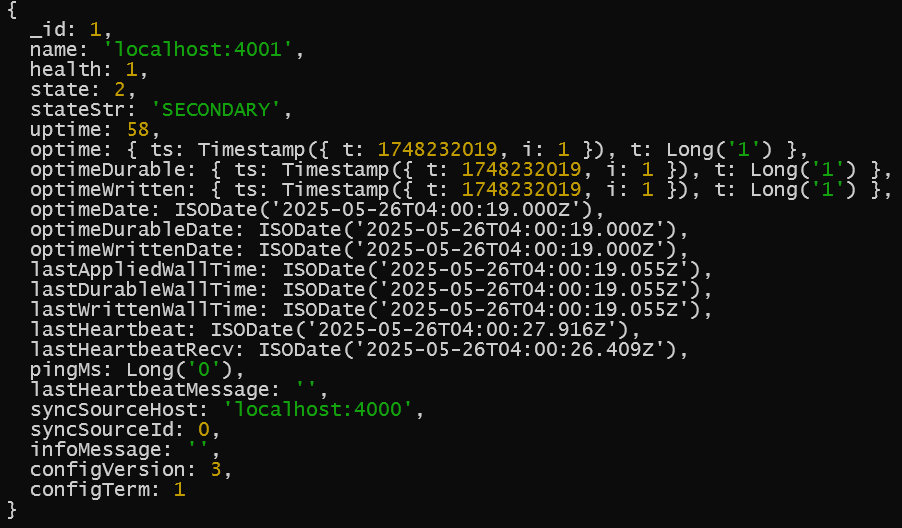 {
  _id: 1,
  name: 'localhost:4001',
  health: 1,
  state: 2,
  stateStr: 'SECONDARY',
  uptime: 58,
  optime: { ts: Timestamp({ t: 1748232019, i: 1 }), t: Long('1') },
  optimeDurable: { ts: Timestamp({ t: 1748232019, i: 1 }), t: Long('1') },
  optimeWritten: { ts: Timestamp({ t: 1748232019, i: 1 }), t: Long('1') },
  optimeDate: ISODate('2025-05-26T04:00:19.000Z'),
  optimeDurableDate: ISODate('2025-05-26T04:00:19.000Z'),
  optimeWrittenDate: ISODate('2025-05-26T04:00:19.000Z'),
  lastAppliedWallTime: ISODate('2025-05-26T04:00:19.055Z'),
  lastDurableWallTime: ISODate('2025-05-26T04:00:19.055Z'),
  lastWrittenWallTime: ISODate('2025-05-26T04:00:19.055Z'),
  lastHeartbeat: ISODate('2025-05-26T04:00:27.916Z'),
  lastHeartbeatRecv: ISODate('2025-05-26T04:00:26.409Z'),
  pingMs: Long('0'),
  lastHeartbeatMessage: '',
  syncSourceHost: 'localhost:4000',
  syncSourceId: 0,
  infoMessage: '',
  configVersion: 3,
  configTerm: 1
}